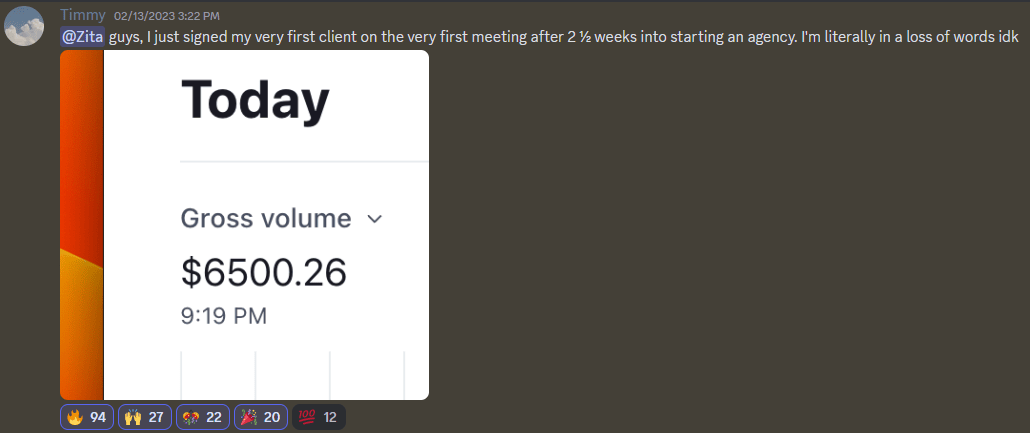 Timmy 02/13/2023 3:22 PM
@Zita guys, I just signed my very first client on the very first meeting after 2 ½ weeks into starting an agency. I'm literally in a loss of words idk
Today
Gross volume
$6500.26
9:19 PM
🔥 94 🙌 27 🎊 22 🎉 20 💯 12